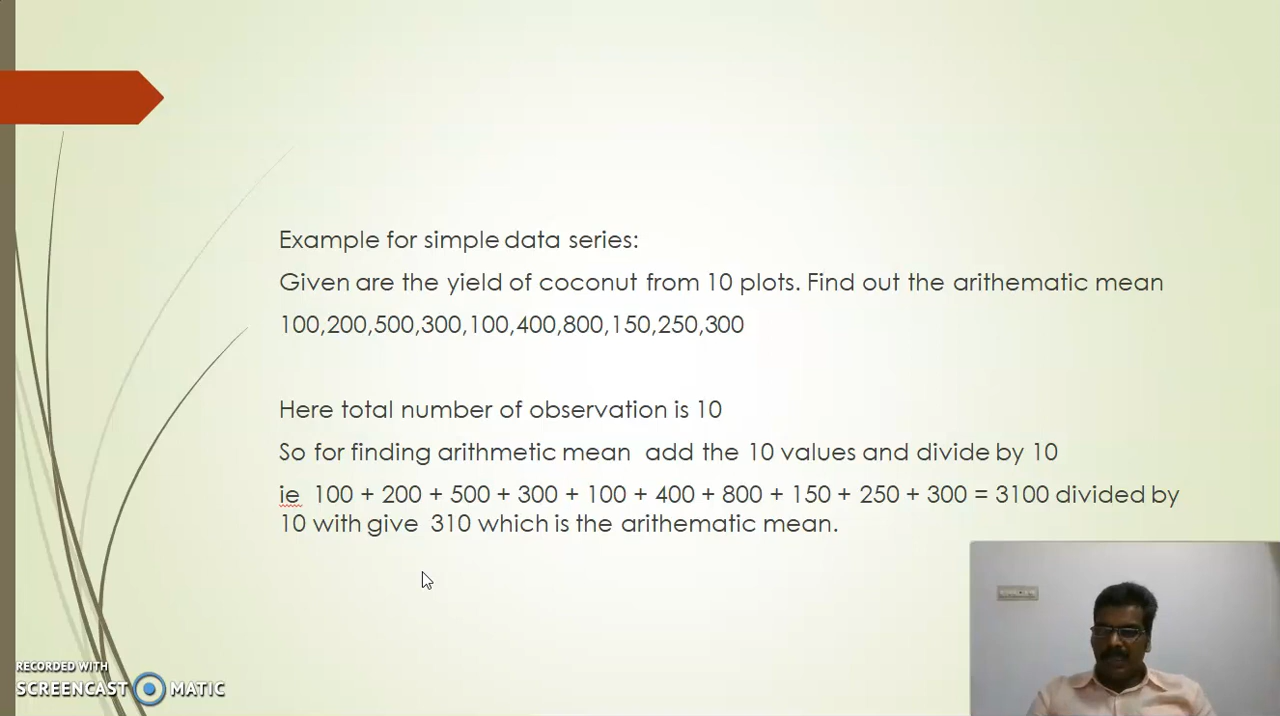 Example for simple data series:
Given are the yield of coconut from 10 plots. Find out the arithematic mean
100,200,500,300,100,400,800,150,250,300
Here total number of observation is 10
So for finding arithmetic mean  add the 10 values and divide by 10
ie  100 + 200 + 500 + 300 + 100 + 400 + 800 + 150 + 250 + 300 = 3100 divided by
10 with give  310 which is the arithematic mean.
RECORDED WITH
SCREENCAST MATIC